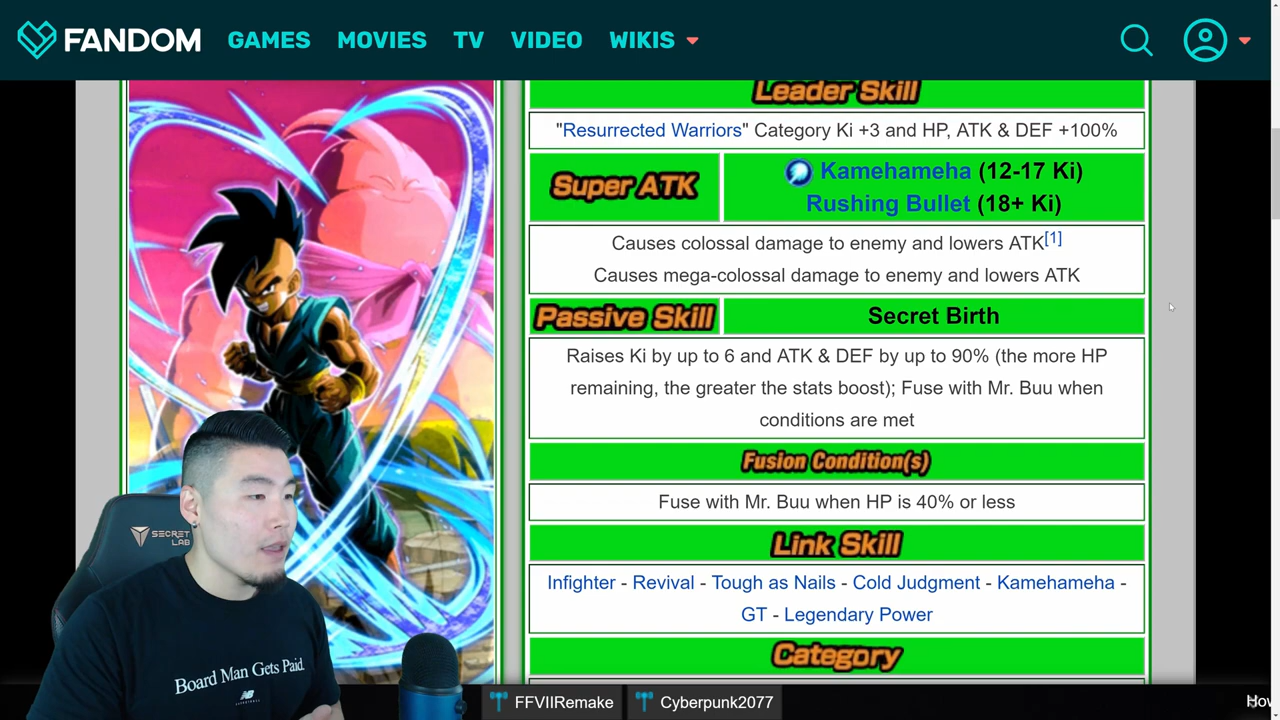 FANDOM GAMES MOVIES TV VIDEO WIKIS
Leader Skill
"Resurrected Warriors" Category Ki +3 and HP, ATK & DEF +100%
Super ATK
Kamehameha (12-17 Ki)
Rushing Bullet (18+ Ki)
Causes colossal damage to enemy and lowers ATK[1]
Causes mega-colossal damage to enemy and lowers ATK
Passive Skill Secret Birth
Raises Ki by up to 6 and ATK & DEF by up to 90% (the more HP
remaining, the greater the stats boost); Fuse with Mr. Buu when
conditions are met
Fusion Condition(s)
Fuse with Mr. Buu when HP is 40% or less
Link Skill
Infighter - Revival - Tough as Nails - Cold Judgment - Kamehameha -
GT - Legendary Power
Category
SECRET
LAB
Board Man Gets Paid.
NB
FFVIIRemake Cyberpunk2077